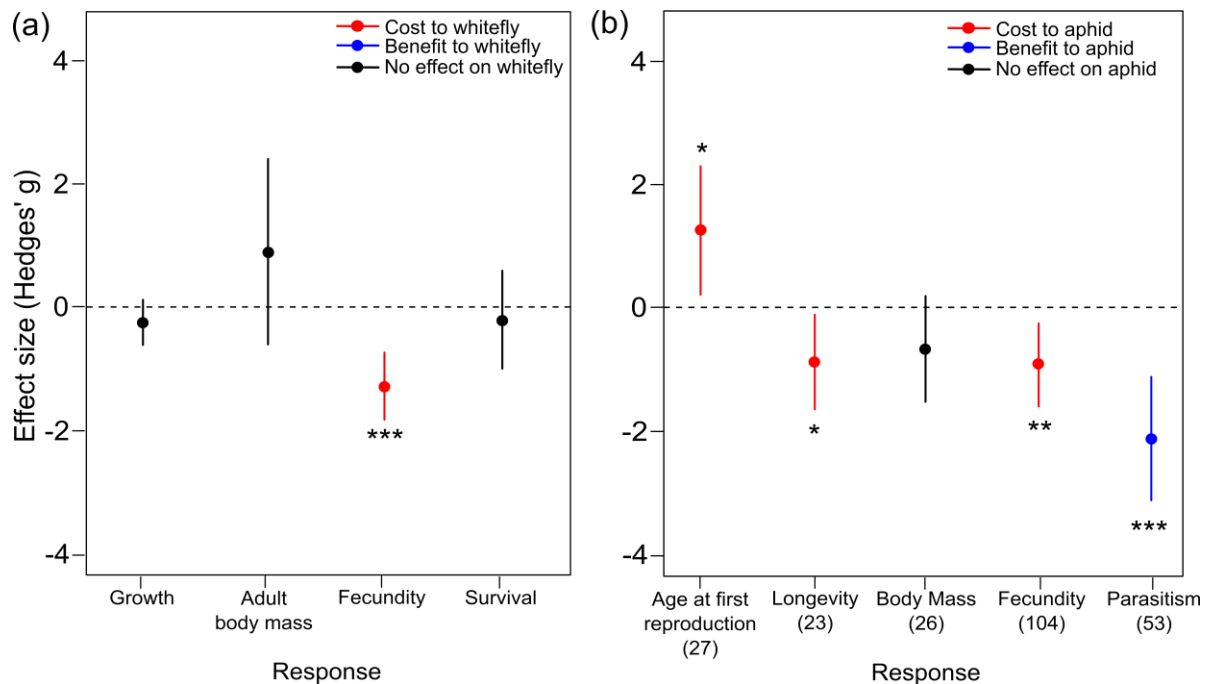 (a)
Cost to whitefly
Benefit to whitefly
No effect on whitefly
Effect size (Hedges' g)
4
2
0
-2
-4
***
Growth
Adult
body mass
Fecundity
Survival
Response
(b)
Cost to aphid
Benefit to aphid
No effect on aphid
4
2
0
-2
-4
*
*
**
***
Age at first
reproduction
(27)
Longevity
(23)
Body Mass
(26)
Fecundity
(104)
Parasitism
(53)
Response